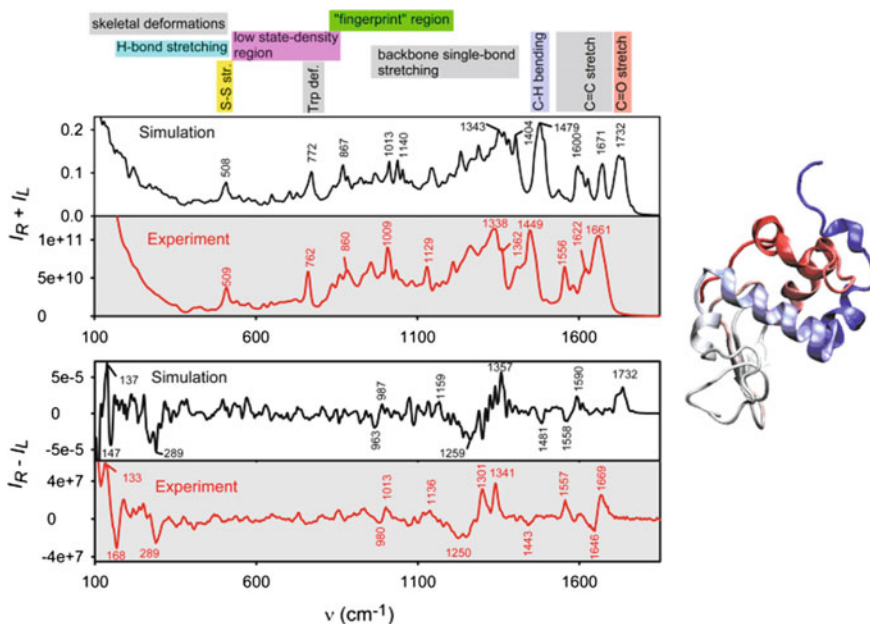 skeletal deformations
"fingerprint" region
H-bond stretching
low state-density
region
S-S str.
Trp def.
backbone single-bond
stretching
C-H bending
C=C stretch
C=O stretch
I_R + I_L
0.2
0.1
0.0
Simulation
508
772
867
1013
1140
1343
1404
1479
1671
1732
1e+11
5e+10
0
Experiment
509
762
860
1009
1129
1338
1362
1449
1556
1622
1661
100
600
1100
1600
I_R - I_L
5e-5
0
-5e-5
Simulation
137
147
289
963
987
1159
1259
1357
1481
1558
1590
1732
4e+7
0
-4e+7
Experiment
133
168
289
980
1013
1136
1250
1301
1341
1443
1557
1646
1669
100
600
1100
1600
ν (cm⁻¹)